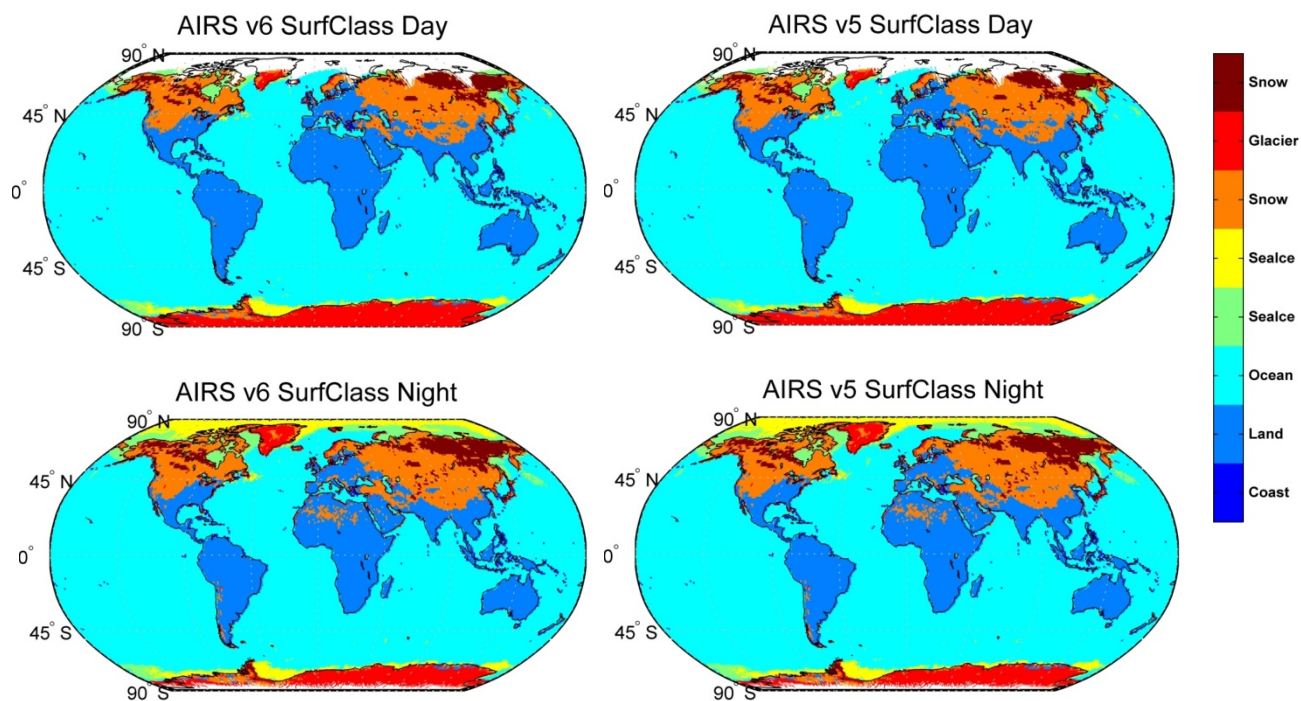 AIRS v6 SurfClass Day
90° N
45° N
0°
45° S
90° S
AIRS v5 SurfClass Day
90° N
45° N
0°
45° S
90° S
AIRS v6 SurfClass Night
90° N
45° N
0°
45° S
90° S
AIRS v5 SurfClass Night
90° N
45° N
0°
45° S
90° S
Snow
Glacier
Snow
SeaIce
SeaIce
Ocean
Land
Coast